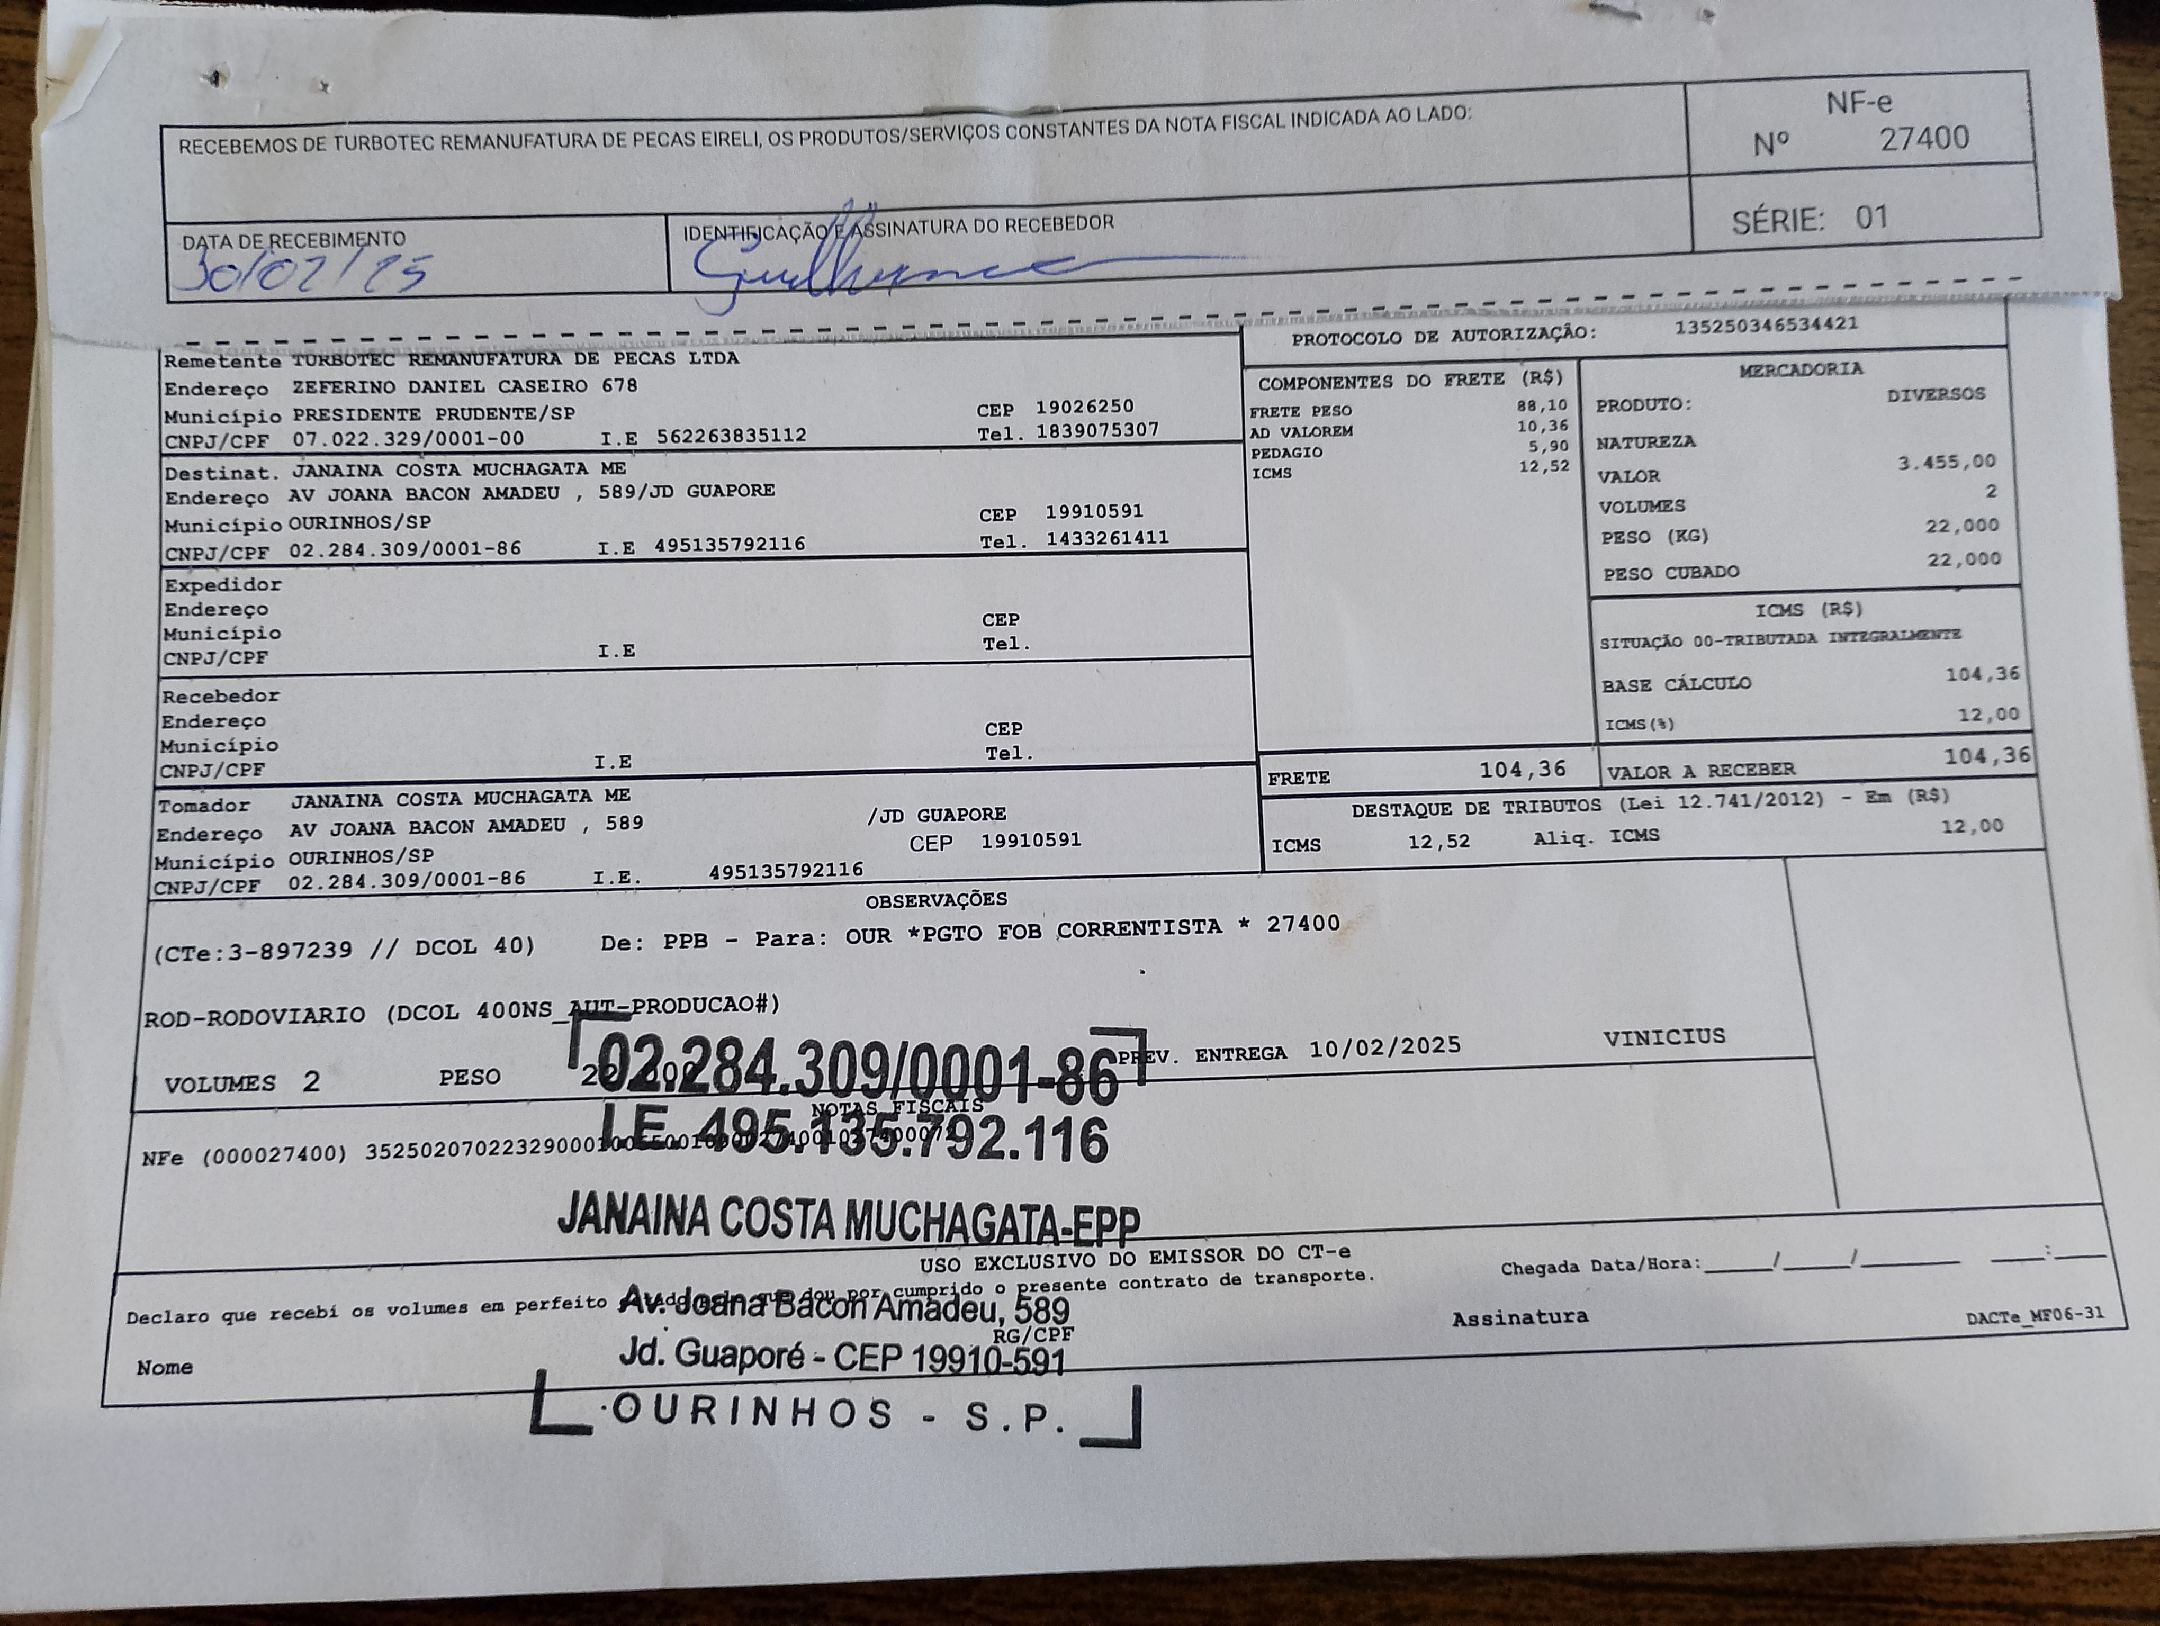 RECEBEMOS DE TURBOTEC REMANUFATURA DE PECAS EIRELI, OS PRODUTOS/SERVIÇOS CONSTANTES DA NOTA FISCAL INDICADA AO LADO:
NF-e
Nº 27400
SÉRIE: 01
DATA DE RECEBIMENTO
30/02/25
IDENTIFICAÇÃO E ASSINATURA DO RECEBEDOR
Guilherme
Remetente TURBOTEC REMANUFATURA DE PECAS LTDA
Endereço ZEFERINO DANIEL CASEIRO 678
Município PRESIDENTE PRUDENTE/SP CEP 19026250
CNPJ/CPF 07.022.329/0001-00 I.E 562263835112 Tel. 1839075307
Destinat. JANAINA COSTA MUCHAGATA ME
Endereço AV JOANA BACON AMADEU , 589/JD GUAPORE
Município OURINHOS/SP CEP 19910591
CNPJ/CPF 02.284.309/0001-86 I.E 495135792116 Tel. 1433261411
Expedidor
Endereço
Município CEP
CNPJ/CPF I.E Tel.
Recebedor
Endereço
Município CEP
CNPJ/CPF I.E Tel.
Tomador JANAINA COSTA MUCHAGATA ME
Endereço AV JOANA BACON AMADEU , 589 /JD GUAPORE
Município OURINHOS/SP CEP 19910591
CNPJ/CPF 02.284.309/0001-86 I.E. 495135792116
PROTOCOLO DE AUTORIZAÇÃO: 135250346534421
COMPONENTES DO FRETE (R$)
FRETE PESO 88,10
AD VALOREM 10,36
PEDAGIO 5,90
ICMS 12,52
MERCADORIA
PRODUTO: DIVERSOS
NATUREZA
VALOR 3.455,00
VOLUMES 2
PESO (KG) 22,000
PESO CUBADO 22,000
ICMS (R$)
SITUAÇÃO 00-TRIBUTADA INTEGRALMENTE
BASE CÁLCULO 104,36
ICMS(%) 12,00
FRETE 104,36
VALOR A RECEBER 104,36
DESTAQUE DE TRIBUTOS (Lei 12.741/2012) - Em (R$)
ICMS 12,52 Aliq. ICMS 12,00
OBSERVAÇÕES
(CTe:3-897239 // DCOL 40) De: PPB - Para: OUR *PGTO FOB CORRENTISTA * 27400
ROD-RODOVIARIO (DCOL 400NS_AUT-PRODUCAO#)
VOLUMES 2 PESO PREV. ENTREGA 10/02/2025 VINICIUS
NOTAS FISCAIS
NFe (000027400)
02.284.309/0001-86
I.E. 495.135.792.116
JANAINA COSTA MUCHAGATA-EPP
Av. Joana Bacon Amadeu, 589
Jd. Guaporé - CEP 19910-591
OURINHOS - S.P.
USO EXCLUSIVO DO EMISSOR DO CT-e
Declaro que recebi os volumes em perfeito que dou por cumprido o presente contrato de transporte.
Chegada Data/Hora:_____/_____/_______ ____:____
Nome RG/CPF Assinatura
DACTe_MF06-31